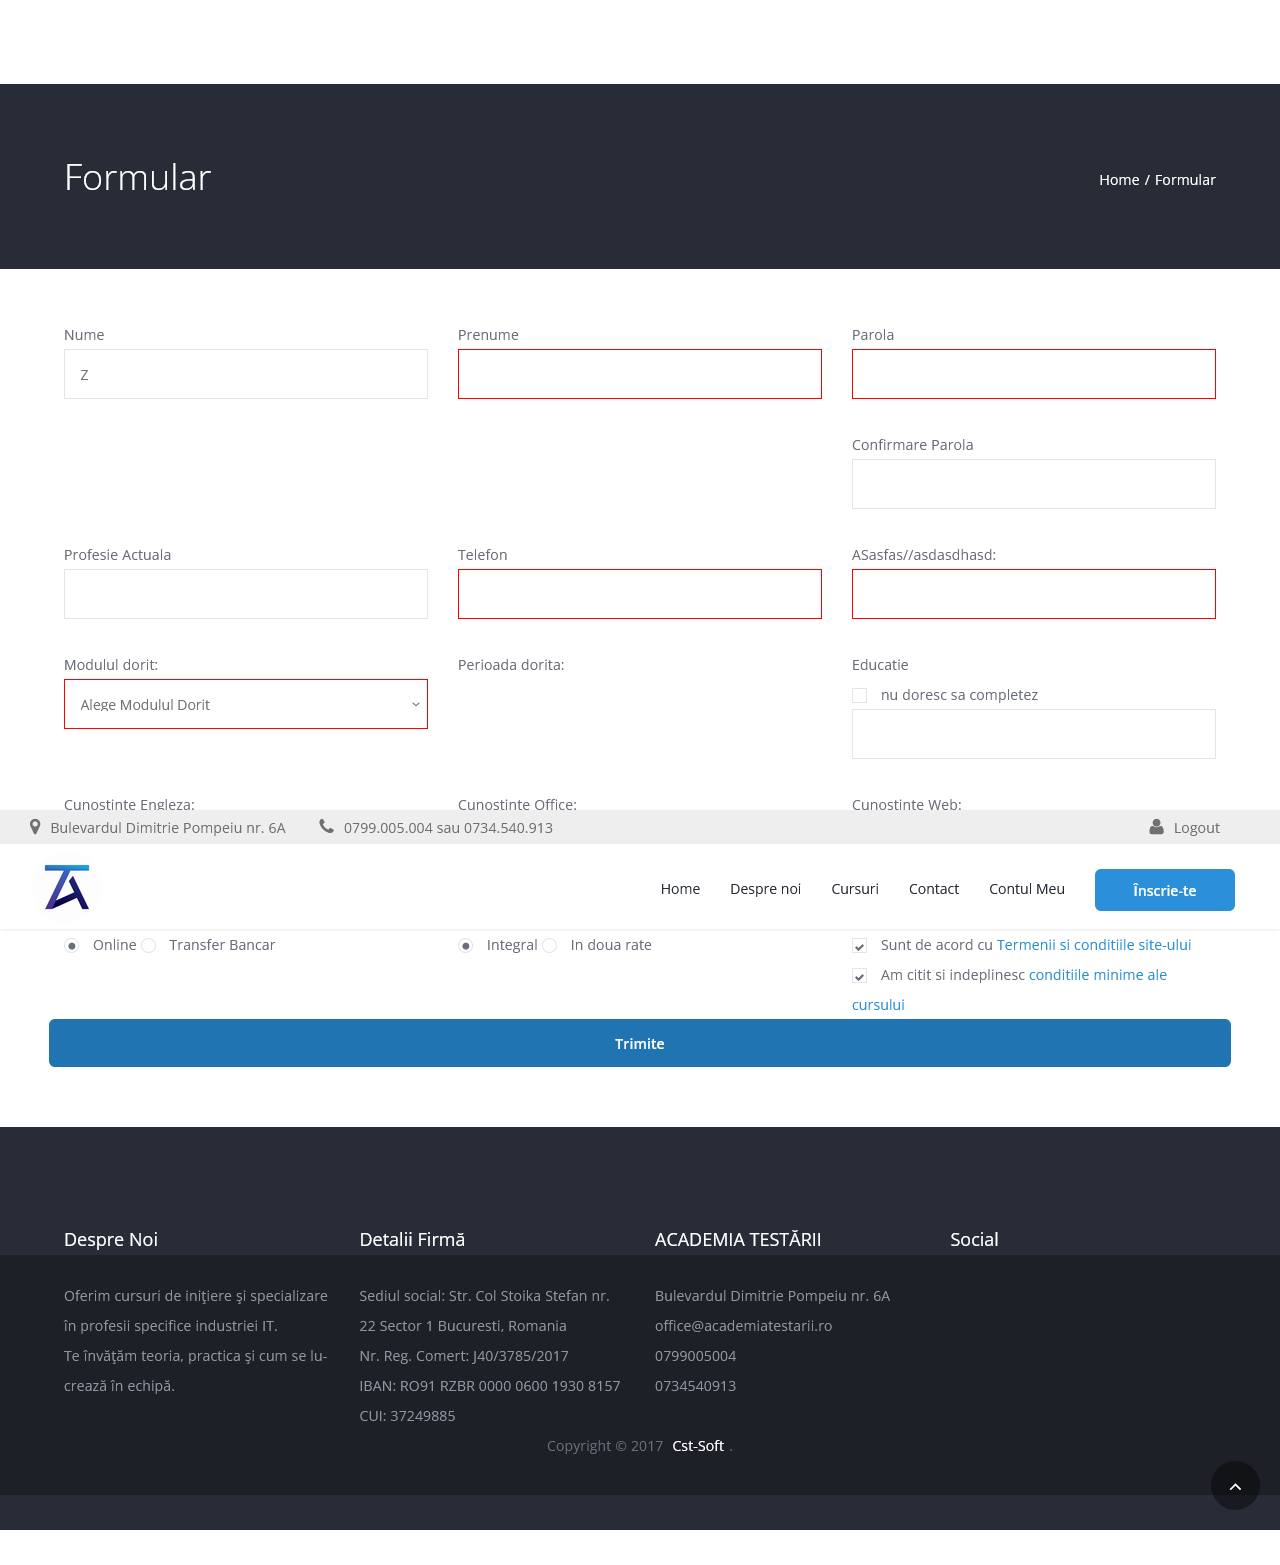 Formular
Home / Formular
Nume
Prenume
Parola
Z
Confirmare Parola
Profesie Actuala
Telefon
ASasfas//asdasdhasd:
Modulul dorit:
Perioada dorita:
Educatie
Alege Modulul Dorit
nu doresc sa completez
Cunostinte Engleza:
Cunostinte Office:
Cunostinte Web:
Bulevardul Dimitrie Pompeiu nr. 6A
0799.005.004 sau 0734.540.913
Logout
Home
Despre noi
Cursuri
Contact
Contul Meu
Înscrie-te
Online
Transfer Bancar
Integral
In doua rate
Sunt de acord cu Termenii si conditiile site-ului
Am citit si indeplinesc conditiile minime ale
cursului
Trimite
Despre Noi
Oferim cursuri de inițiere și specializare
în profesii specifice industriei IT.
Te învățăm teoria, practica și cum se lu-
crează în echipă.
Detalii Firmă
Sediul social: Str. Col Stoika Stefan nr.
22 Sector 1 Bucuresti, Romania
Nr. Reg. Comert: J40/3785/2017
IBAN: RO91 RZBR 0000 0600 1930 8157
CUI: 37249885
ACADEMIA TESTĂRII
Bulevardul Dimitrie Pompeiu nr. 6A
office@academiatestarii.ro
0799005004
0734540913
Social
Copyright © 2017 Cst-Soft .